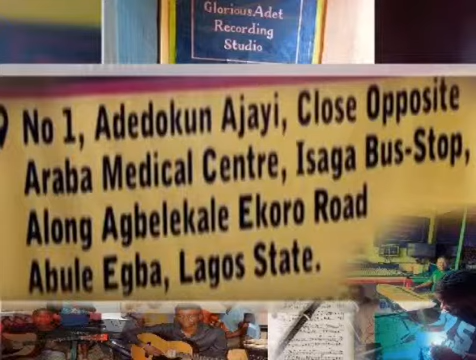 Glorious Adet
Recording
Studio
No 1, Adedokun Ajayi, Close Opposite
Araba Medical Centre, Isaga Bus-Stop,
Along Agbelekale Ekoro Road
Abule Egba, Lagos State.